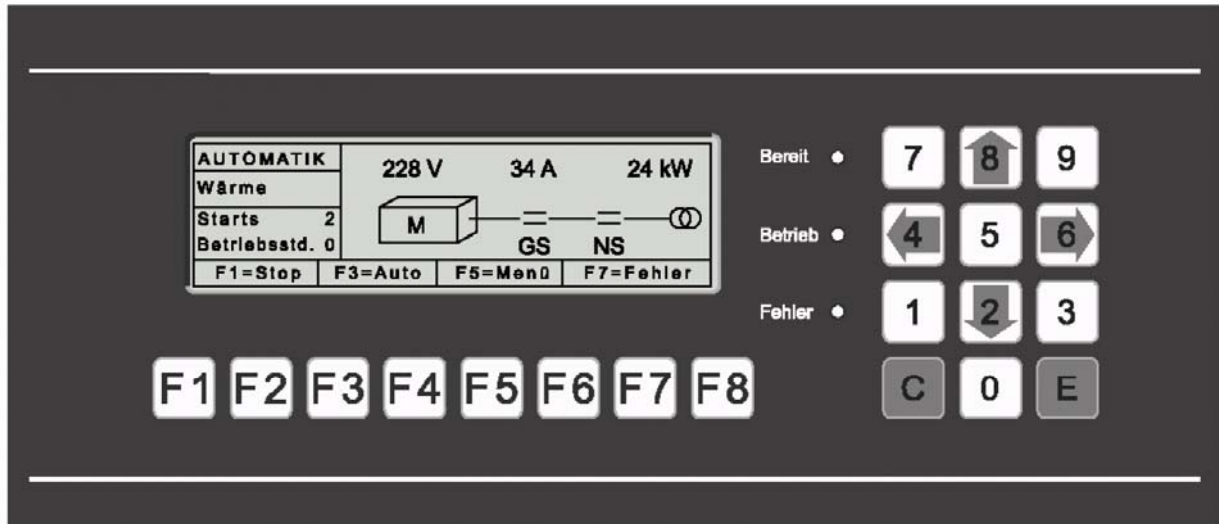 AUTOMATIK
Wärme
Starts 2
Betriebsstd. 0
228 V 34 A 24 kW
M
GS NS
F1=Stop F3=Auto F5=Menü F7=Fehler
Bereit
Betrieb
Fehler
7 8 9
4 5 6
1 2 3
C 0 E
F1 F2 F3 F4 F5 F6 F7 F8